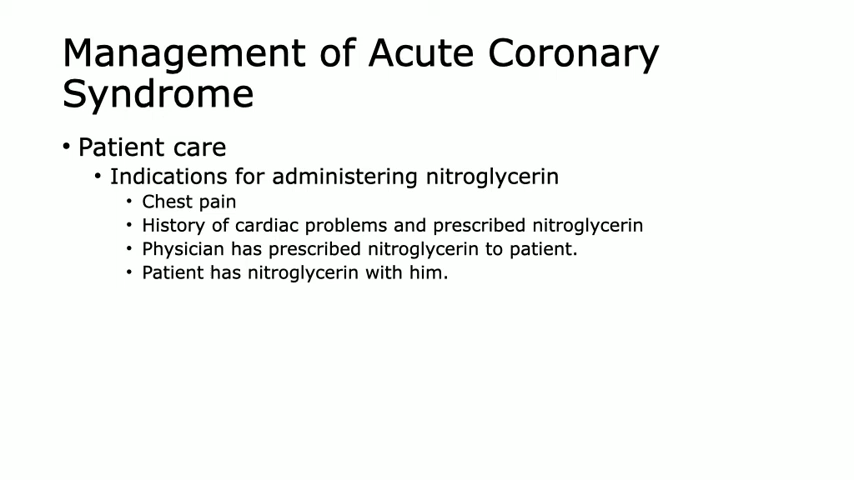 Management of Acute Coronary
Syndrome
• Patient care
• Indications for administering nitroglycerin
• Chest pain
• History of cardiac problems and prescribed nitroglycerin
• Physician has prescribed nitroglycerin to patient.
• Patient has nitroglycerin with him.